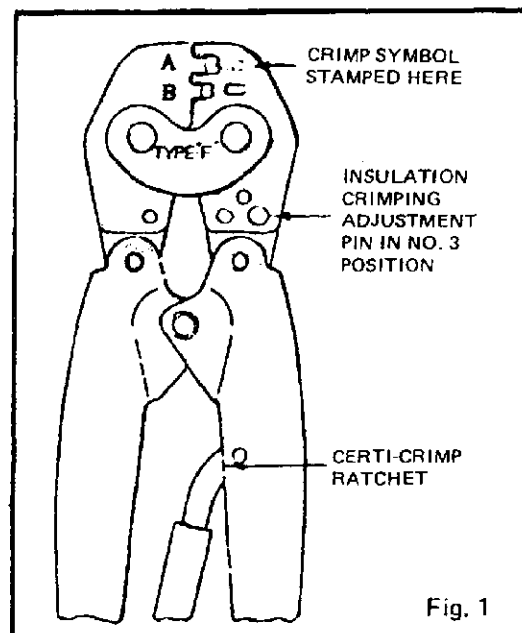 A
B
CRIMP SYMBOL
STAMPED HERE
TYPE "F"
INSULATION
CRIMPING
ADJUSTMENT
PIN IN NO. 3
POSITION
CERTI-CRIMP
RATCHET
Fig. 1